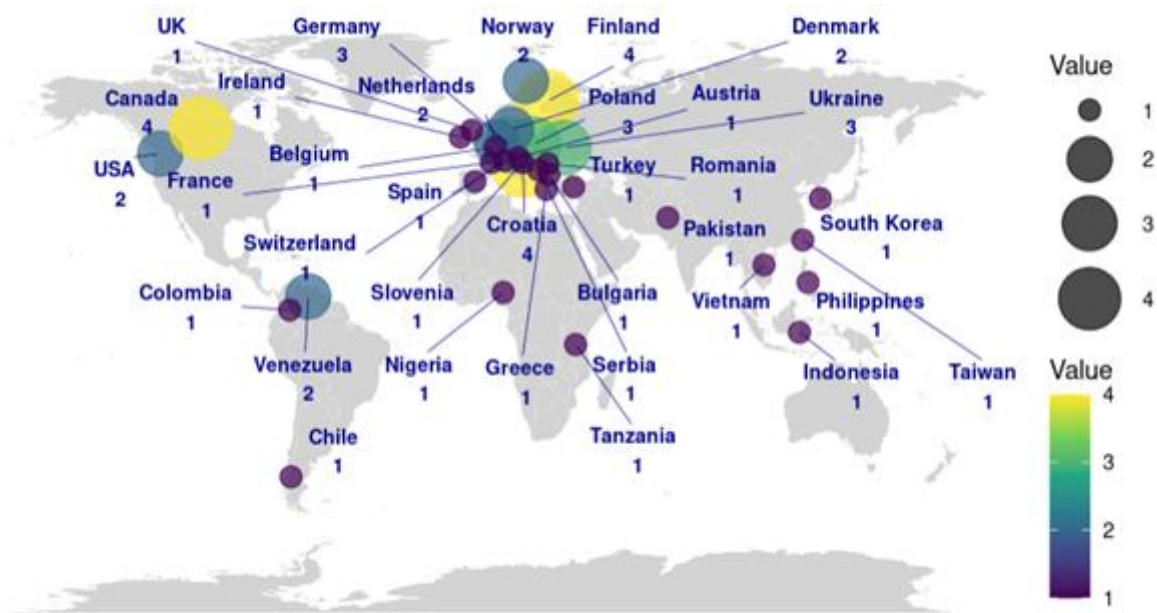 UK
1
Germany
3
Norway
2
Finland
4
Denmark
2
Ireland
1
Netherlands
2
Canada
4
Poland
3
Austria
1
Ukraine
3
USA
2
Belgium
1
France
1
Spain
1
Turkey
1
Romania
1
Switzerland
1
Croatia
4
Pakistan
1
South Korea
1
Colombia
1
Slovenia
1
Bulgaria
1
Vietnam
1
Philippines
1
Venezuela
2
Nigeria
1
Greece
1
Serbia
1
Indonesia
1
Taiwan
1
Chile
1
Tanzania
1
Value
1
2
3
4
Value
4
3
2
1